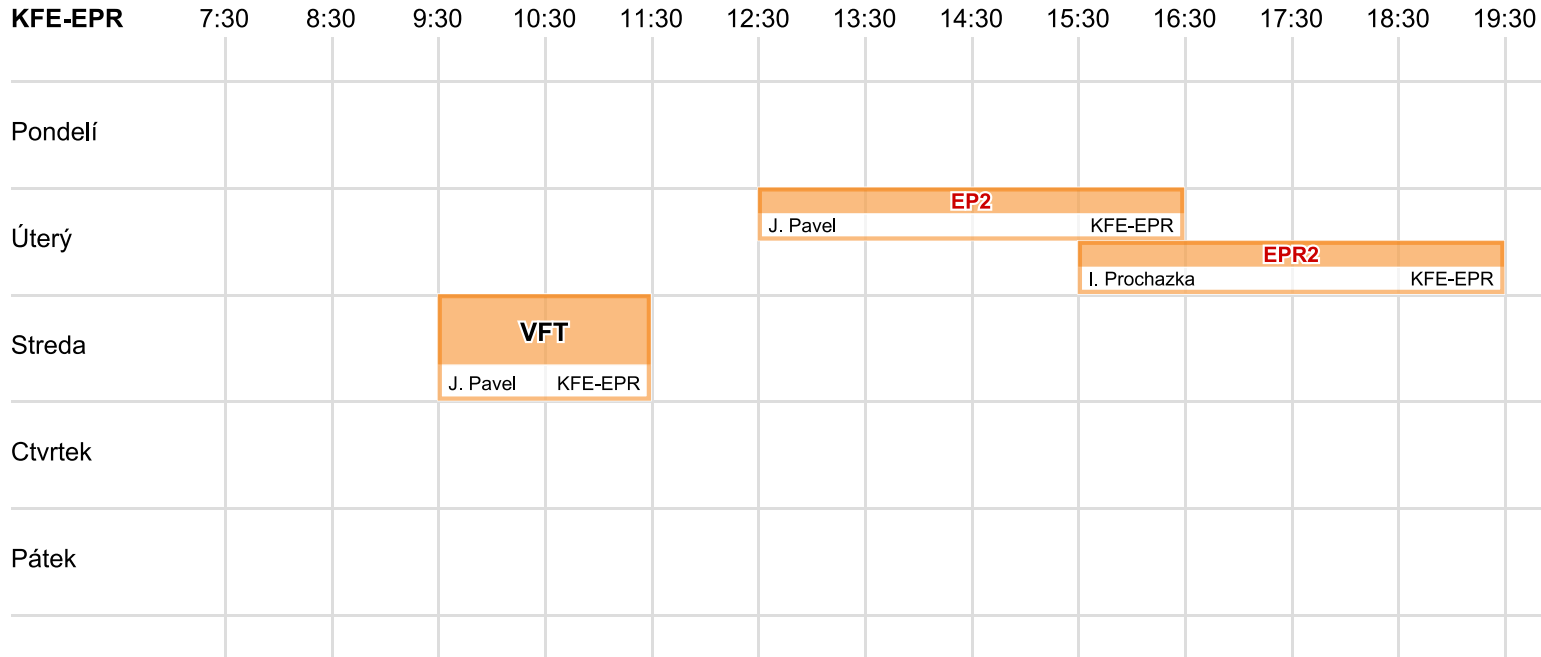 KFE-EPR 7:30 8:30 9:30 10:30 11:30 12:30 13:30 14:30 15:30 16:30 17:30 18:30 19:30
Pondelí
Úterý
EP2
J. Pavel KFE-EPR
EPR2
I. Prochazka KFE-EPR
Streda
VFT
J. Pavel KFE-EPR
Ctvrtek
Pátek